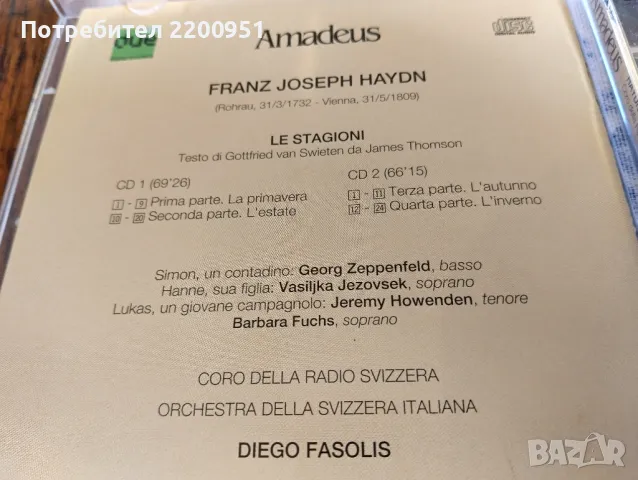 Потребител 2200951
due
Amadeus
FRANZ JOSEPH HAYDN
(Rohrau, 31/3/1732 - Vienna, 31/5/1809)
LE STAGIONI
Testo di Gottfried van Swieten da James Thomson
CD 1 (69'26)
1 - 9 Prima parte. La primavera
10 - 20 Seconda parte. L'estate
CD 2 (66'15)
1 - 11 Terza parte. L'autunno
12 - 24 Quarta parte. L'inverno
Simon, un contadino: Georg Zeppenfeld, basso
Hanne, sua figlia: Vasiljka Jezovsek, soprano
Lukas, un giovane campagnolo: Jeremy Howenden, tenore
Barbara Fuchs, soprano
CORO DELLA RADIO SVIZZERA
ORCHESTRA DELLA SVIZZERA ITALIANA
DIEGO FASOLIS
BAZAR